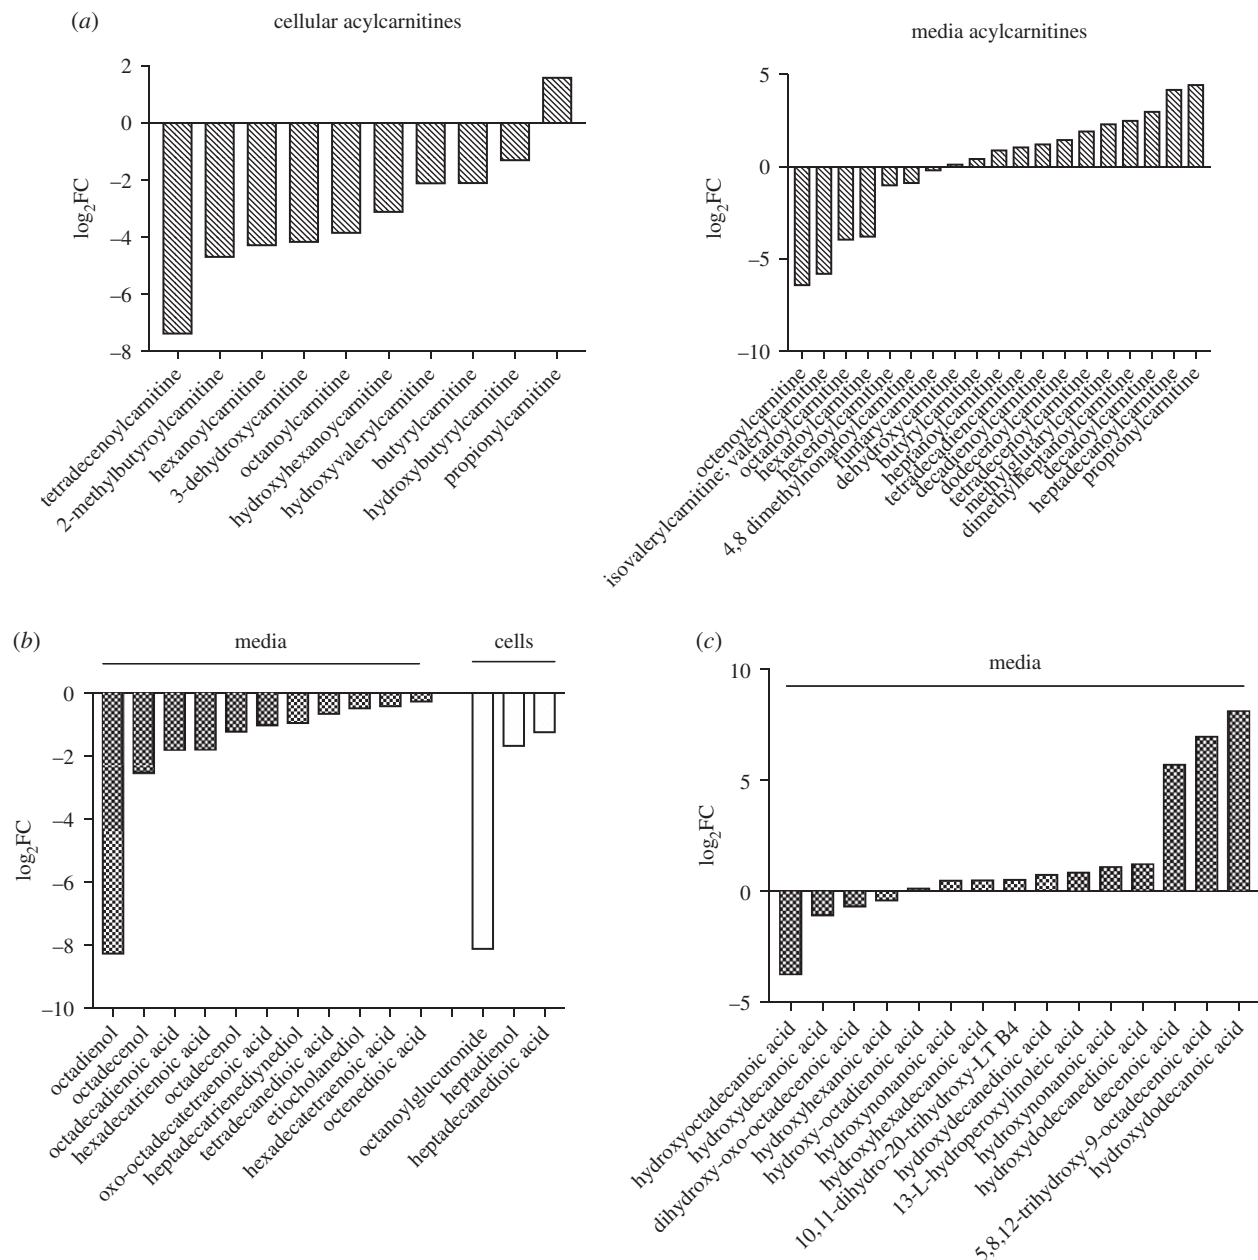 (a)
cellular acylcarnitines
2
0
–2
–4
–6
–8
log2FC
tetradecenoylcarnitine
2-methylbutyroylcarnitine
hexanoylcarnitine
3-dehydroxycarnitine
octanoylcarnitine
hydroxyhexanoycarnitine
hydroxyvalerylcarnitine
butyrylcarnitine
hydroxybutyrylcarnitine
propionylcarnitine
media acylcarnitines
5
0
–5
–10
log2FC
octenoylcarnitine
isovalerylcarnitine; valerylcarnitine
octanoylcarnitine
hexanoylcarnitine
hexenoylcarnitine
4,8 dimethylnonanoylcarnitine
fumarycarnitine
dehydroxycarnitine
butyrylcarnitine
heptanoylcarnitine
tetradecadiencarnitine
decadienoylcarnitine
dodecenoylcarnitine
tetradecenoylcarnitine
methylglutarylcarnitine
dimethylheptanoylcarnitine
decanoylcarnitine
heptadecanoylcarnitine
propionylcarnitine
(b)
media
cells
0
–2
–4
–6
–8
–10
log2FC
octadienol
octadecenol
octadecadienoic acid
hexadecatrienoic acid
octadecenol
oxo-octadecatetraenoic acid
heptadecatrienediynediol
tetradecanedioic acid
etiocholanediol
hexadecatetraenoic acid
octenedioic acid
octanoylglucuronide
heptadienol
heptadecanedioic acid
(c)
media
10
5
0
–5
log2FC
hydroxyoctadecanoic acid
hydroxydecanoic acid
dihydroxy-oxo-octadecenoic acid
hydroxyhexanoic acid
hydroxy-octadienoic acid
hydroxynonanoic acid
hydroxyhexadecanoic acid
10,11-dihydro-20-trihydroxy-LT B4
hydroxydecanedioic acid
13-L-hydroperoxylinoleic acid
hydroxynonanoic acid
hydroxydodecanedioic acid
decenoic acid
5,8,12-trihydroxy-9-octadecenoic acid
hydroxydodecanoic acid